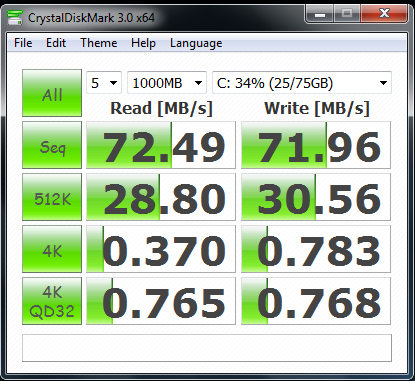 CrystalDiskMark 3.0 x64
File Edit Theme Help Language
All 5 1000MB C: 34% (25/75GB)
Read [MB/s] Write [MB/s]
Seq 72.49 71.96
512K 28.80 30.56
4K 0.370 0.783
4K QD32 0.765 0.768